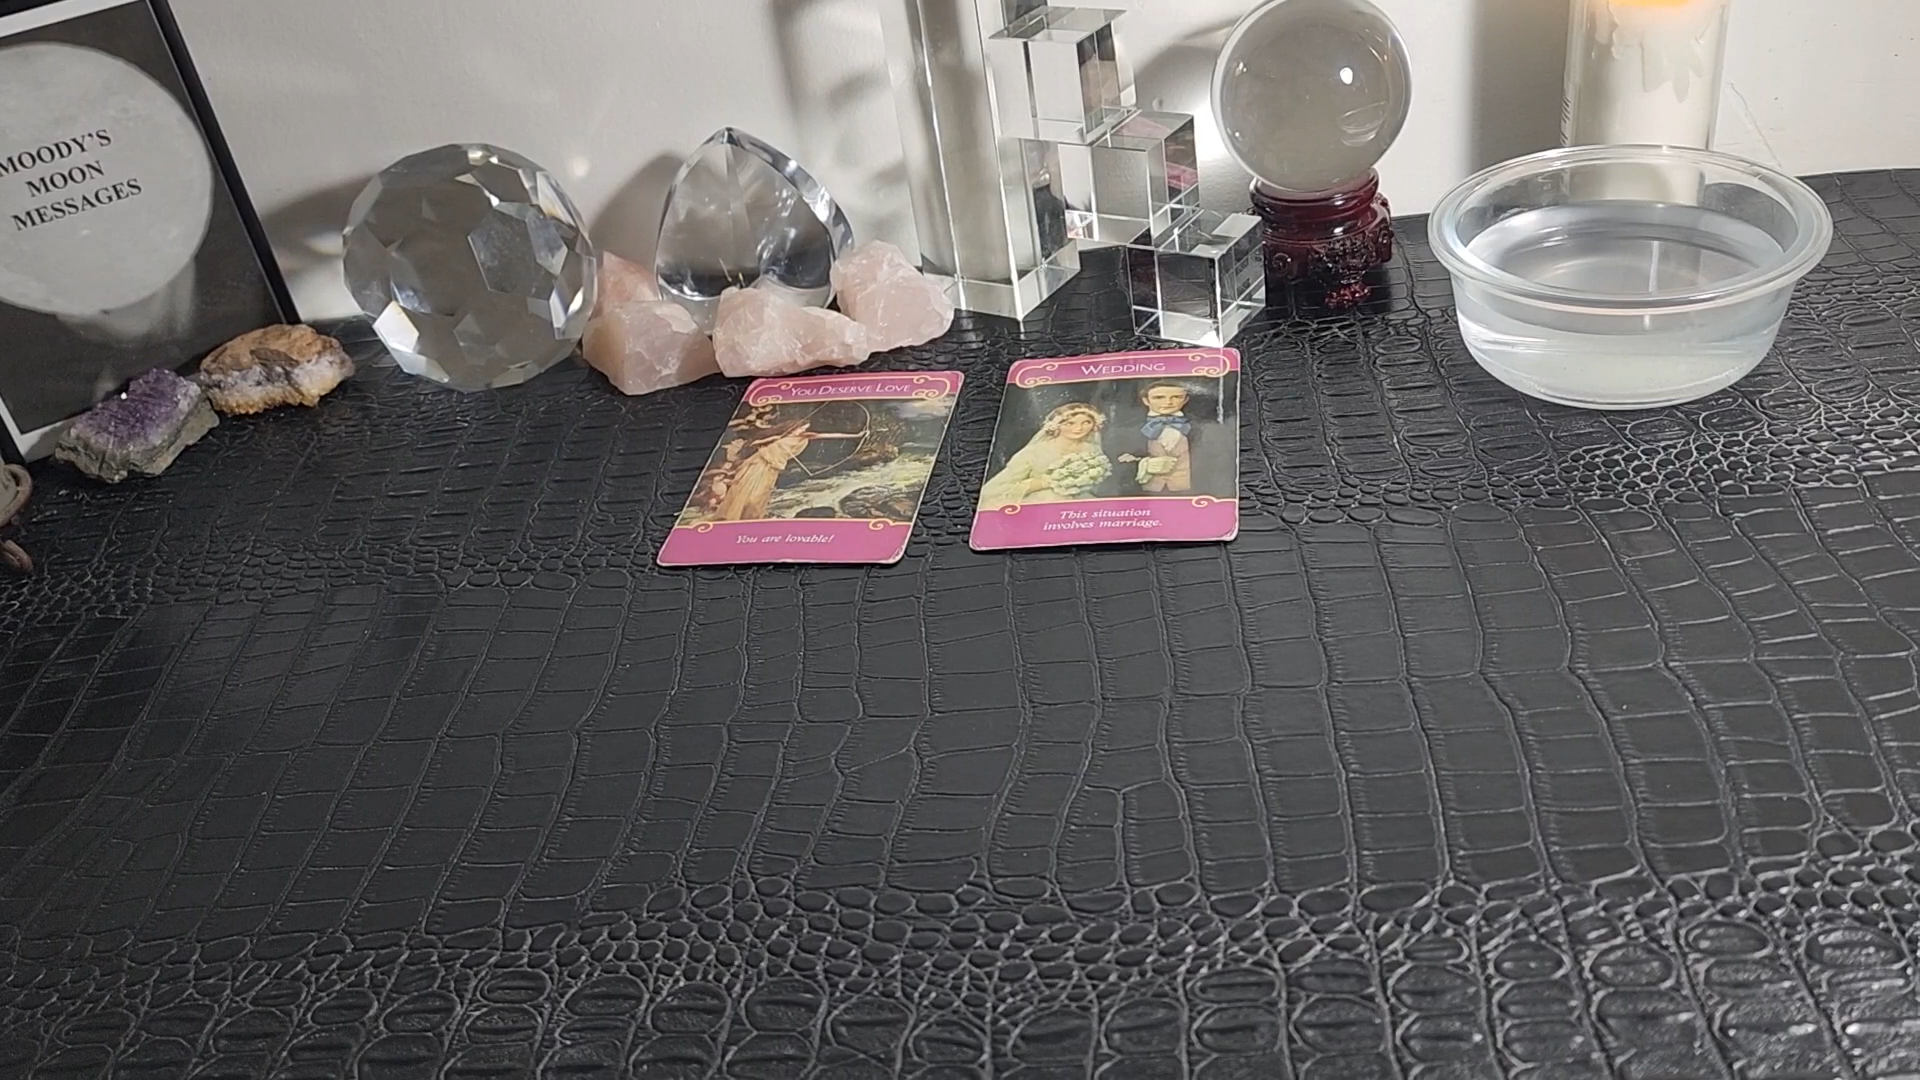 MOODY'S
MOON
MESSAGES
YOU DESERVE LOVE
You are lovable!
WEDDING
This situation
involves marriage.